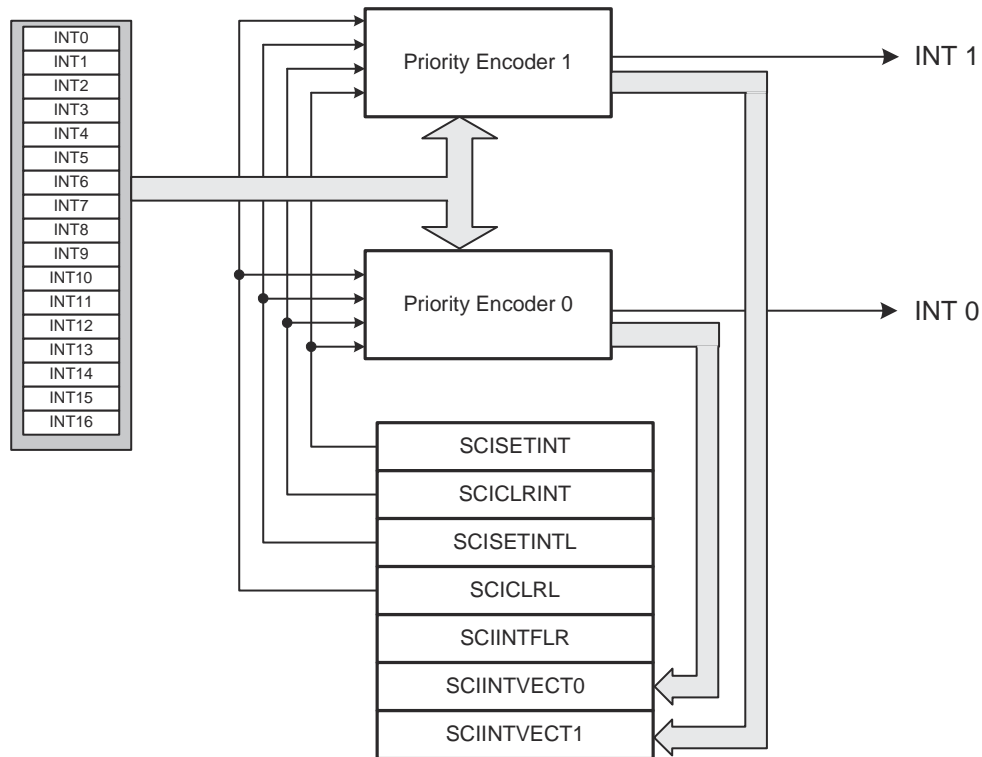 INT0
INT1
INT2
INT3
INT4
INT5
INT6
INT7
INT8
INT9
INT10
INT11
INT12
INT13
INT14
INT15
INT16
Priority Encoder 1
INT 1
Priority Encoder 0
INT 0
SCISETINT
SCICLRINT
SCISETINTL
SCICLRL
SCIINTFLR
SCIINTVECT0
SCIINTVECT1